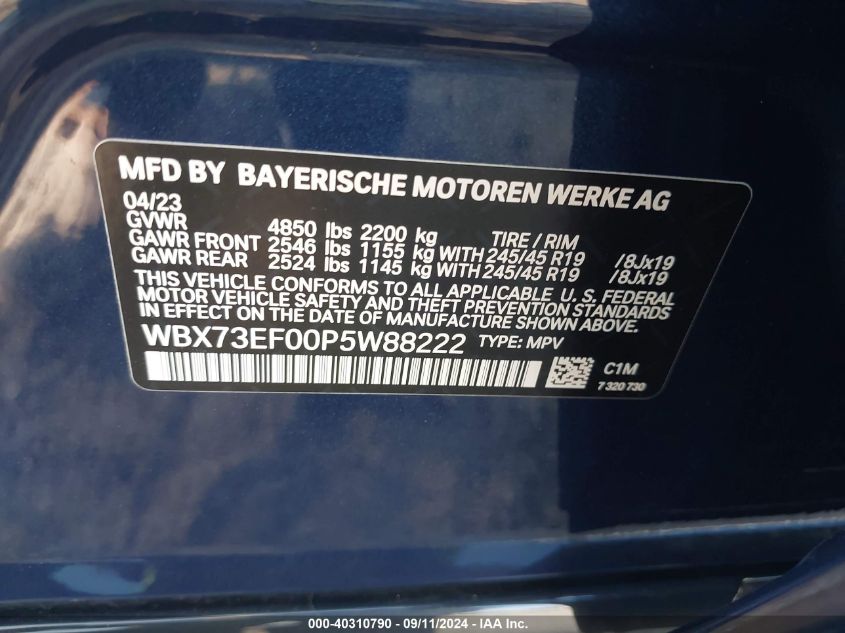 MFD BY BAYERISCHE MOTOREN WERKE AG
04/23
GVWR 4850 lbs 2200 kg TIRE / RIM
GAWR FRONT 2546 lbs 1155 kg WITH 245/45 R19 /8Jx19
GAWR REAR 2524 lbs 1145 kg WITH 245/45 R19 /8Jx19
THIS VEHICLE CONFORMS TO ALL APPLICABLE U. S. FEDERAL
MOTOR VEHICLE SAFETY AND THEFT PREVENTION STANDARDS
IN EFFECT ON THE DATE OF MANUFACTURE SHOWN ABOVE.
WBX73EF00P5W88222 TYPE: MPV
C1M
7 320 730
000-40310790 - 09/11/2024 - IAA Inc.